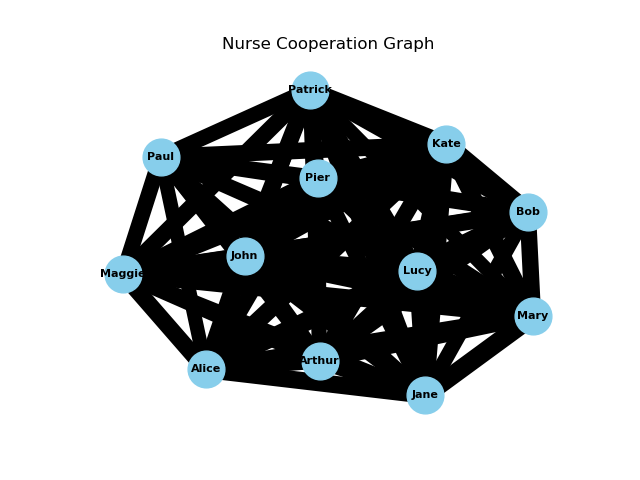 Nurse Cooperation Graph
Patrick
Kate
Paul
Pier
Bob
John
Lucy
Maggie
Mary
Arthur
Alice
Jane